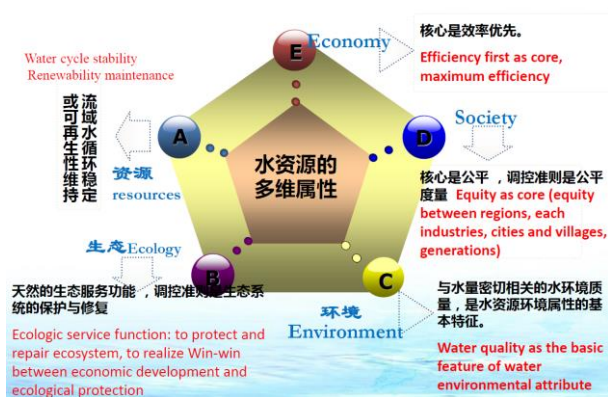 E
Economy
核心是效率优先。
Efficiency first as core,
maximum efficiency
Water cycle stability
Renewability maintenance
流域水循环稳定
或可再生性维持
A
资源
resources
水资源的
多维属性
D
Society
核心是公平，调控准则是公平
度量 Equity as core (equity
between regions, each
industries, cities and villages,
generations)
生态Ecology
B
天然的生态服务功能，调控准则是生态系
统的保护与修复
Ecologic service function: to protect and
repair ecosystem, to realize Win-win
between economic development and
ecological protection
C
环境
Environment
与水量密切相关的水环境质
量，是水资源环境属性的基
本特征。
Water quality as the basic
feature of water
environmental attribute